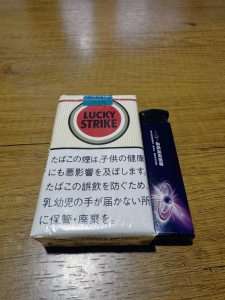 LUCKY
STRIKE
たばこの煙は、子供の健康
にも悪影響を及ぼします。
たばこの誤飲を防ぐため、
乳幼児の手が届かない所
に保管・廃棄を。